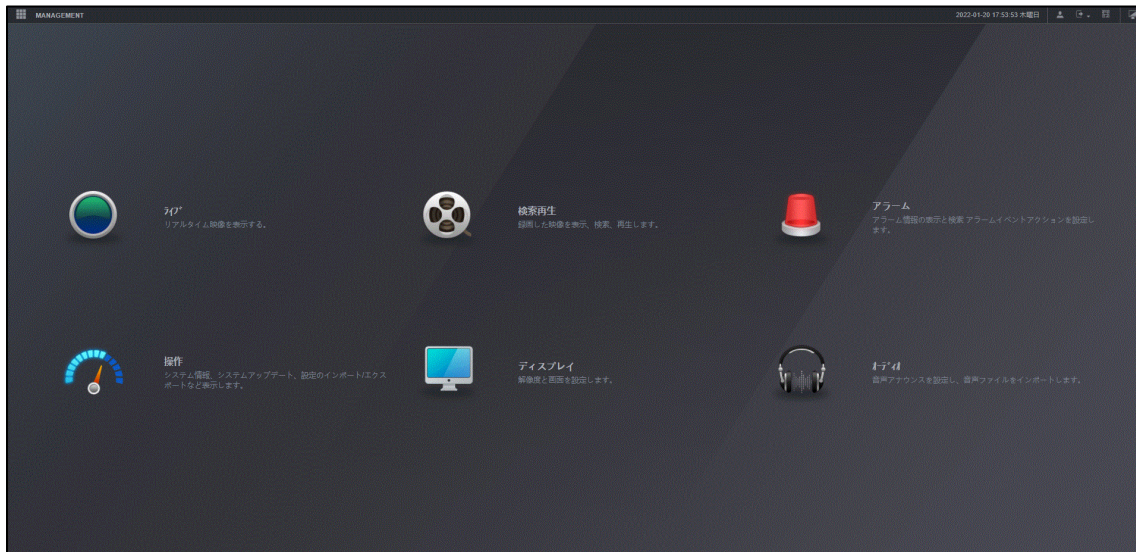 MANAGEMENT
2022-01-20 17:53:53 木曜日
ﾗｲﾌﾞ
リアルタイム映像を表示する。
検索再生
録画した映像を表示、検索、再生します。
アラーム
アラーム情報の表示と検索 アラームイベントアクションを設定し
ます。
操作
システム情報、システムアップデート、設定のインポート/エクス
ポートなど表示します。
ディスプレイ
解像度と画面を設定します。
ｵｰﾃﾞｨｵ
音声アナウンスを設定し、音声ファイルをインポートします。